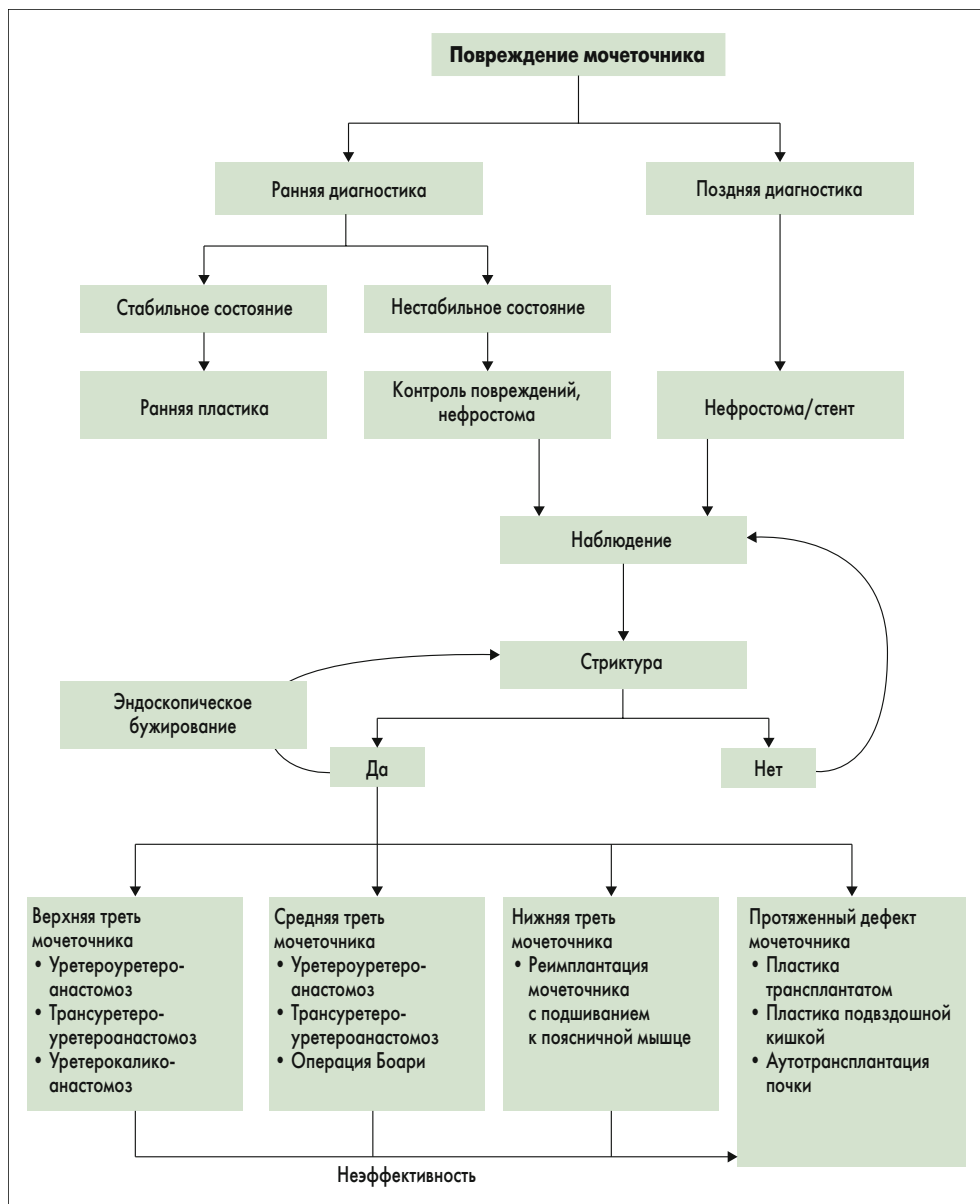 Повреждение мочеточника
Ранняя диагностика
Поздняя диагностика
Стабильное состояние
Нестабильное состояние
Ранняя пластика
Контроль повреждений,
нефростома
Нефростома/стент
Наблюдение
Стриктура
Эндоскопическое
бужирование
Да
Нет
Верхняя треть
мочеточника
• Уретероуретеро-
анастомоз
• Трансуретеро-
уретероанастомоз
• Уретерокалико-
анастомоз
Средняя треть
мочеточника
• Уретероуретеро-
анастомоз
• Трансуретеро-
уретероанастомоз
• Операция Боари
Нижняя треть
мочеточника
• Реимплантация
мочеточника
с подшиванием
к поясничной мышце
Протяженный дефект
мочеточника
• Пластика
трансплантатом
• Пластика подвздошной
кишкой
• Аутотрансплантация
почки
Неэффективность